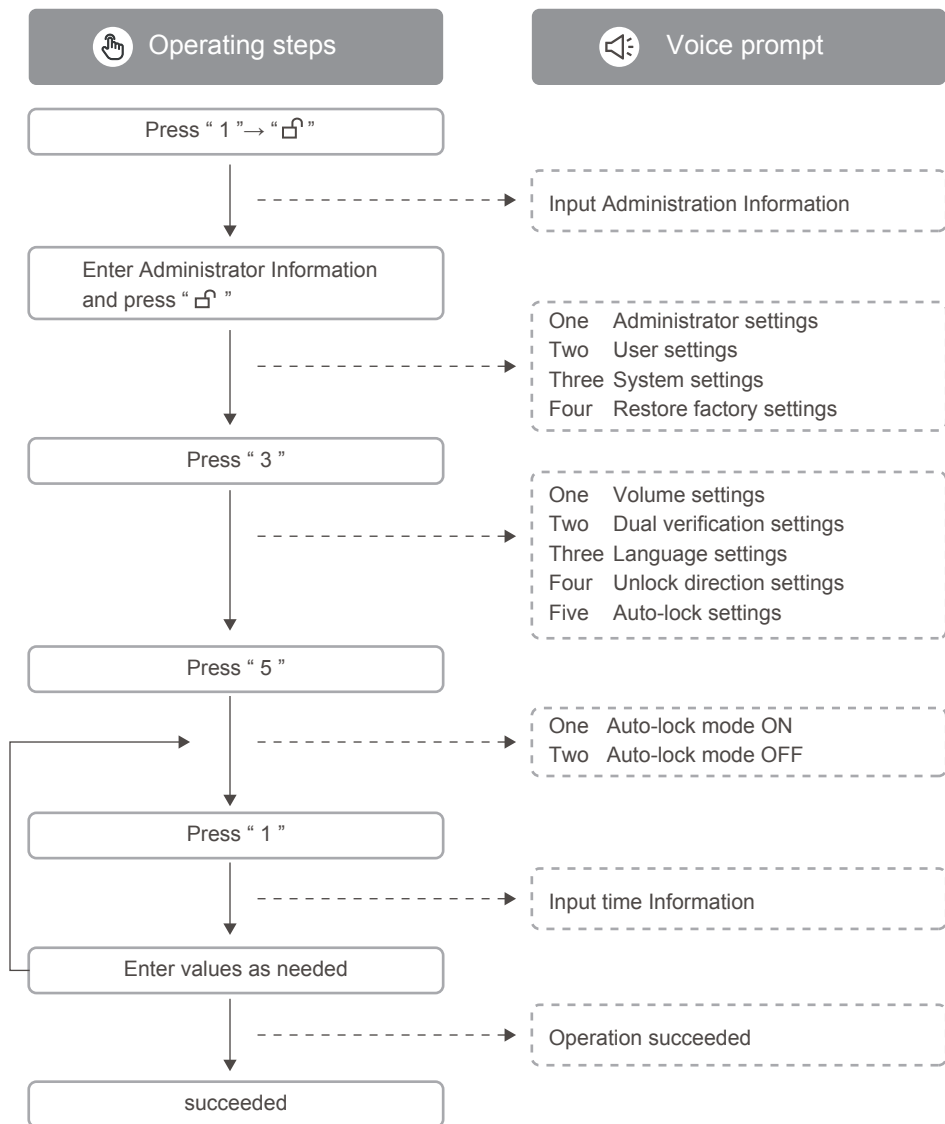 Operating steps
Voice prompt
Press “ 1 ”→ “ ”
Input Administration Information
Enter Administrator Information
and press “ ”
One Administrator settings
Two User settings
Three System settings
Four Restore factory settings
Press “ 3 ”
One Volume settings
Two Dual verification settings
Three Language settings
Four Unlock direction settings
Five Auto-lock settings
Press “ 5 ”
One Auto-lock mode ON
Two Auto-lock mode OFF
Press “ 1 ”
Input time Information
Enter values as needed
Operation succeeded
succeeded